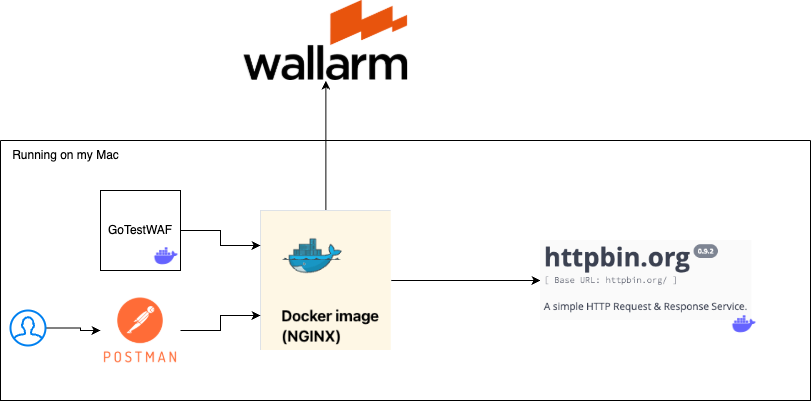 wallarm
Running on my Mac
GoTestWAF
httpbin.org 0.9.2
[ Base URL: httpbin.org/ ]
A simple HTTP Request & Response Service.
Docker image
(NGINX)
POSTMAN